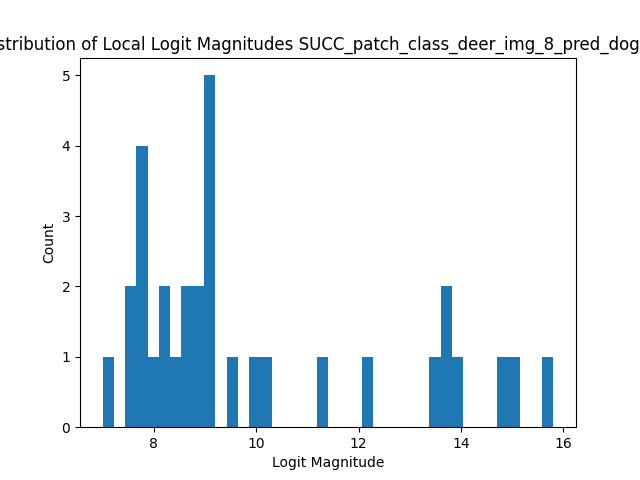 stribution of Local Logit Magnitudes SUCC_patch_class_deer_img_8_pred_dog
5
4
3
2
1
0
Count
8 10 12 14 16
Logit Magnitude